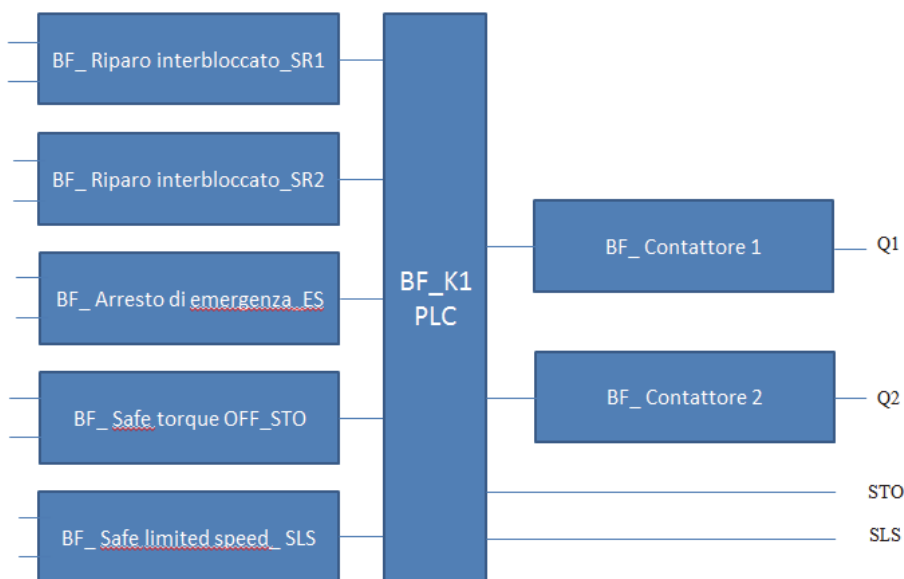 BF_ Riparo interbloccato_SR1
BF_ Riparo interbloccato_SR2
BF_ Arresto di emergenza_ES
BF_ Safe torque OFF_STO
BF_ Safe limited speed_ SLS
BF_K1
PLC
BF_ Contattore 1
Q1
BF_ Contattore 2
Q2
STO
SLS